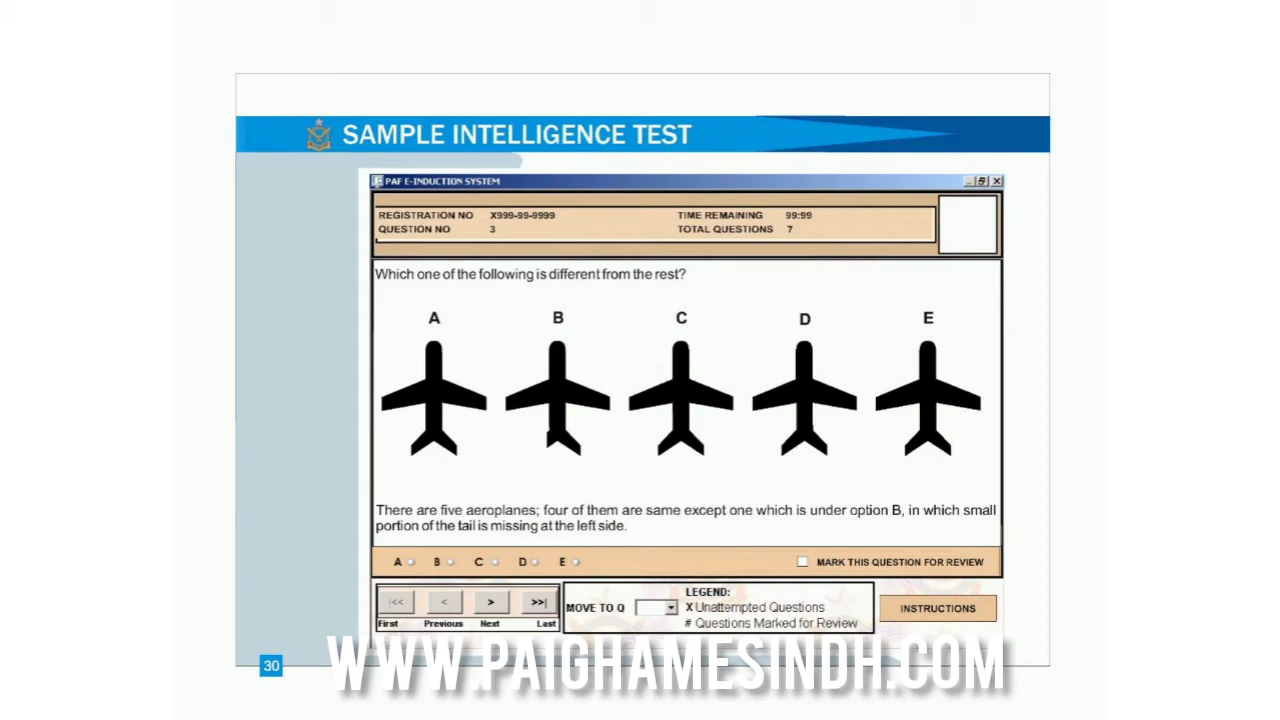 SAMPLE INTELLIGENCE TEST
PAF E-INDUCTION SYSTEM
REGISTRATION NO X999-99-9999 TIME REMAINING 99:99
QUESTION NO 3 TOTAL QUESTIONS 7
Which one of the following is different from the rest?
A B C D E
There are five aeroplanes; four of them are same except one which is under option B, in which small
portion of the tail is missing at the left side.
A B C D E MARK THIS QUESTION FOR REVIEW
|<< < > >>|
First Previous Next Last
MOVE TO Q
LEGEND:
X Unattempted Questions
# Questions Marked for Review
INSTRUCTIONS
30
WWW.PAIGHAMESINDH.COM